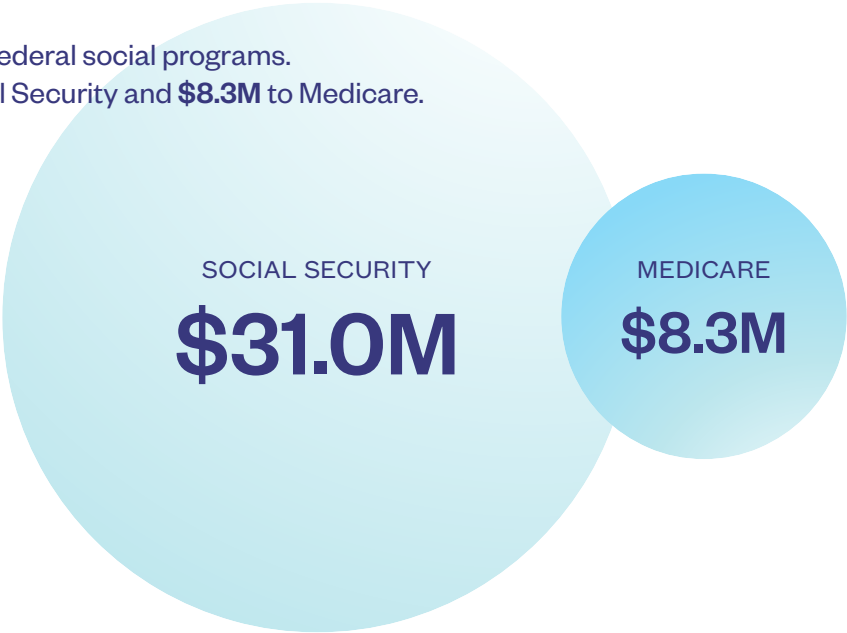 ederal social programs.
l Security and $8.3M to Medicare.
SOCIAL SECURITY
$31.0M
MEDICARE
$8.3M